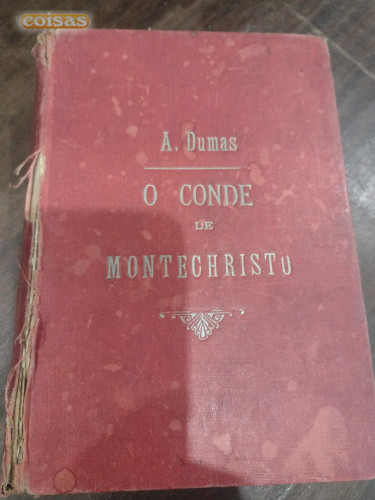 coisas
A. Dumas
O CONDE
DE
MONTECHRISTO